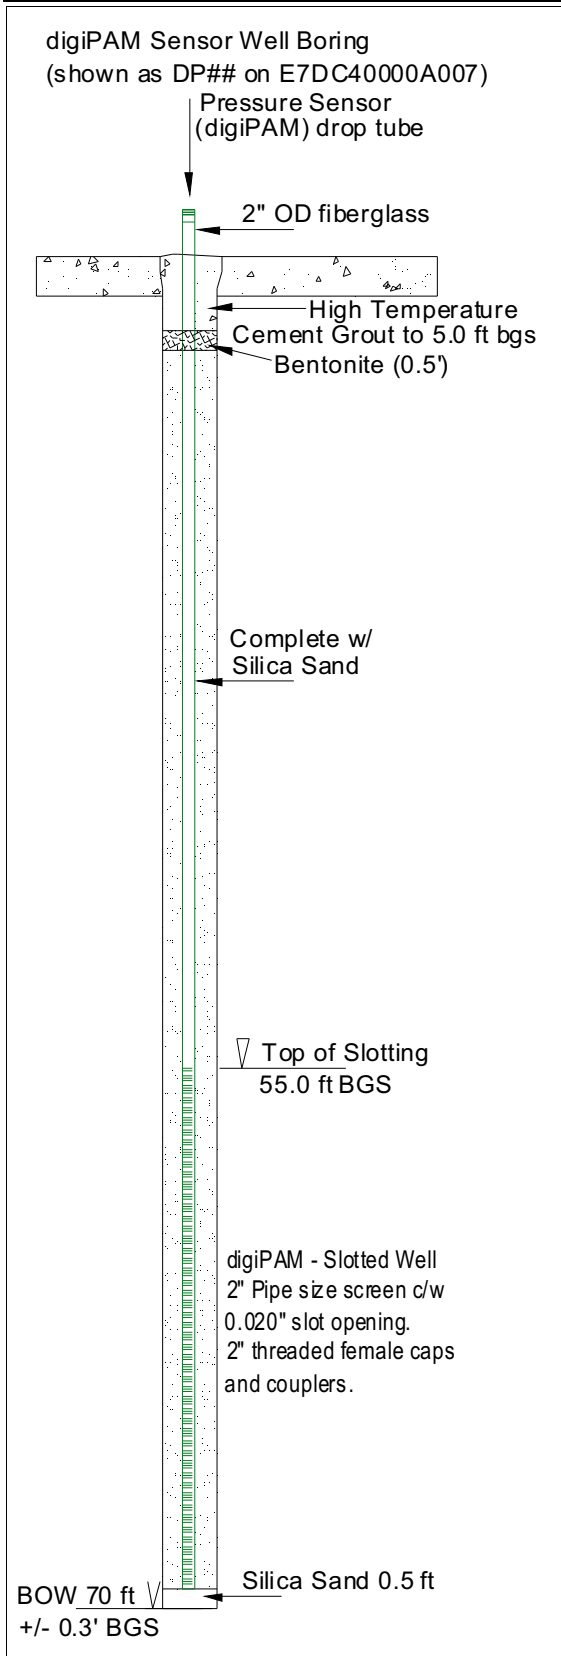 digiPAM Sensor Well Boring
(shown as DP## on E7DC40000A007)
Pressure Sensor
(digiPAM) drop tube
2" OD fiberglass
High Temperature
Cement Grout to 5.0 ft bgs
Bentonite (0.5')
Complete w/
Silica Sand
Top of Slotting
55.0 ft BGS
digiPAM - Slotted Well
2" Pipe size screen c/w
0.020" slot opening.
2" threaded female caps
and couplers.
Silica Sand 0.5 ft
BOW 70 ft
+/- 0.3' BGS